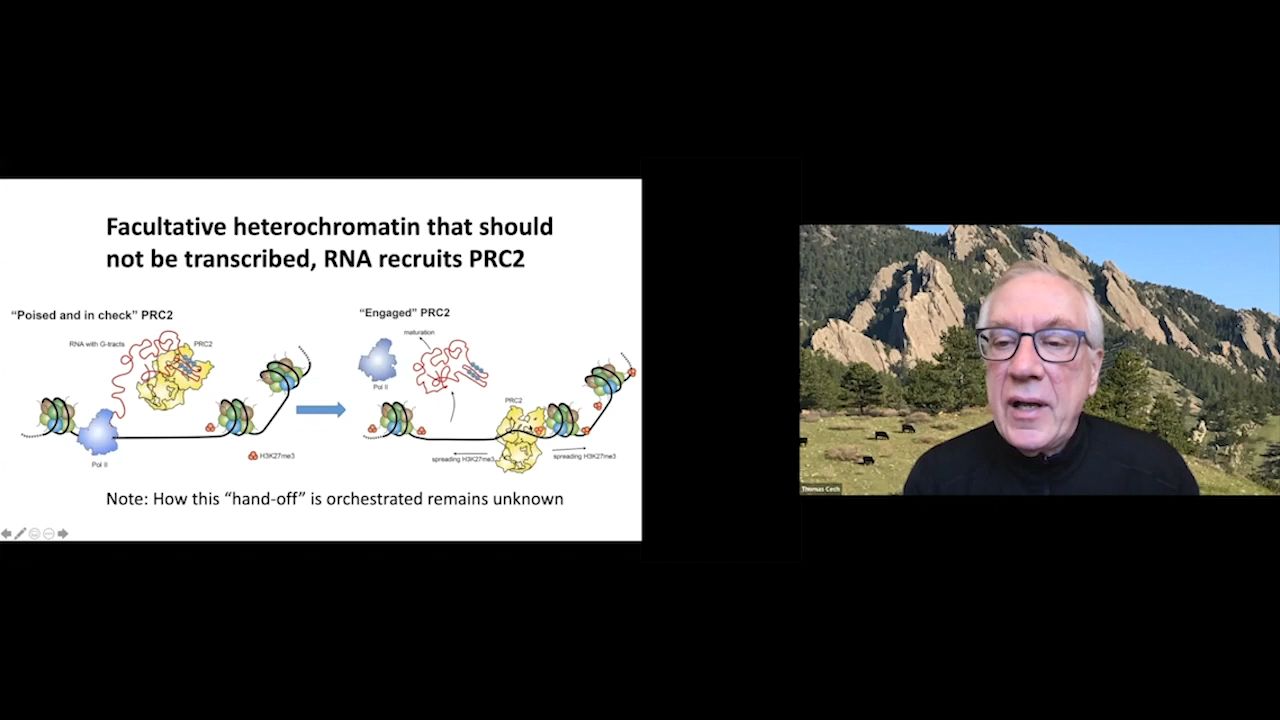 Facultative heterochromatin that should
not be transcribed, RNA recruits PRC2
“Poised and in check” PRC2
RNA with G-tracts
PRC2
Pol II
H3K27me3
“Engaged” PRC2
maturation
Pol II
PRC2
spreading H3K27me3
spreading H3K27me3
Note: How this “hand-off” is orchestrated remains unknown
Thomas Cech